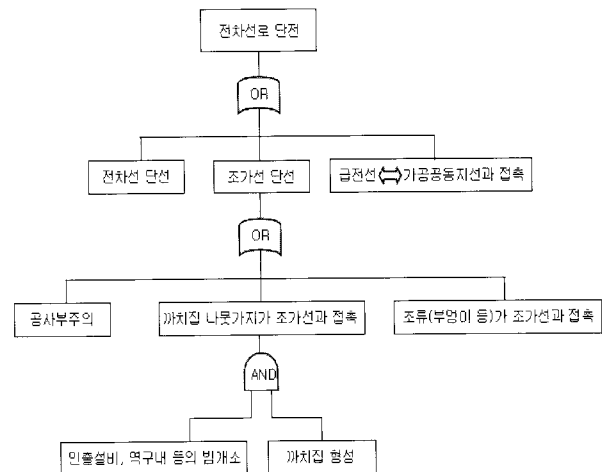 전차선로 단전
OR
전차선 단선
조가선 단선
급전선⇔가공공동지선과 접촉
OR
공사부주의
까치집 나뭇가지가 조가선과 접촉
조류(부엉이 등)가 조가선과 접촉
AND
인출설비, 역구내 등의 빔개소
까치집 형성